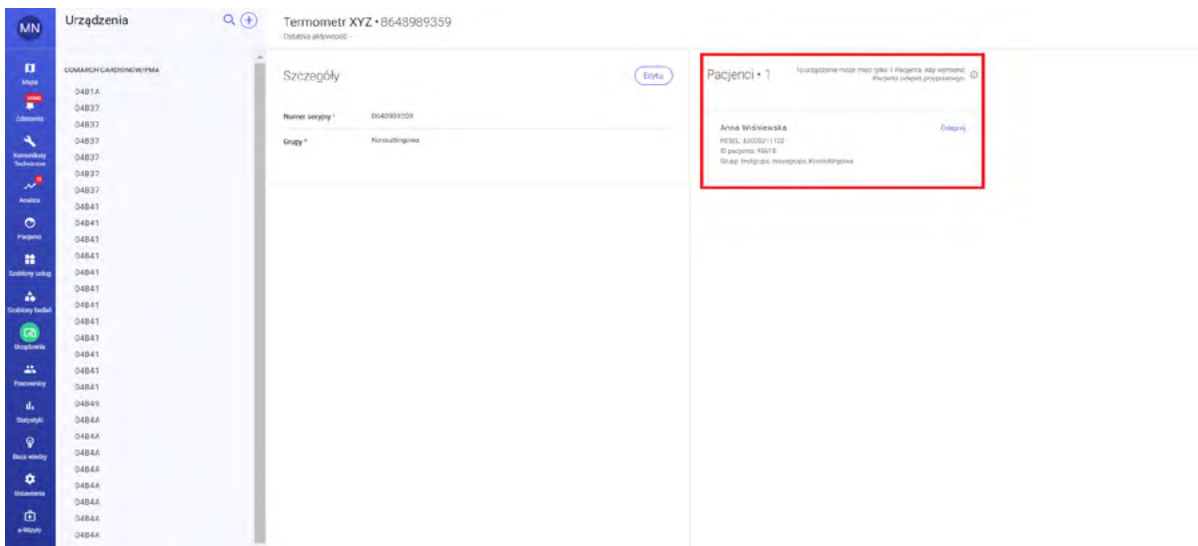 MN
Mapa
Zdarzenia
Komunikaty
Techniczne
Analiza
Pacjenci
Szablony usług
Szablony badań
Urządzenia
Pracownicy
Statystyki
Baza wiedzy
Ustawienia
e-Wizyty
Urządzenia
COMARCH CARDIONOW/PMA
04B1A
04B37
04B37
04B37
04B37
04B37
04B37
04B41
04B41
04B41
04B41
04B41
04B41
04B41
04B41
04B41
04B41
04B41
04B41
04B49
04B4A
04B4A
04B4A
04B4A
04B4A
04B4A
04B4A
04B4A
Termometr XYZ • 8648989359
Ostatnia aktywność: -
Szczegóły
Edytuj
Numer seryjny * 8648989359
Grupy * Konsultingowa
Pacjenci • 1
To urządzenie może mieć tylko 1 Pacjenta. Aby wymienić
Pacjenta odepnij przypisanego.
Anna Wiśniewska Odepnij
PESEL:
ID pacjenta:
Grupy: testgrupa, nowagrupa, Konsultingowa